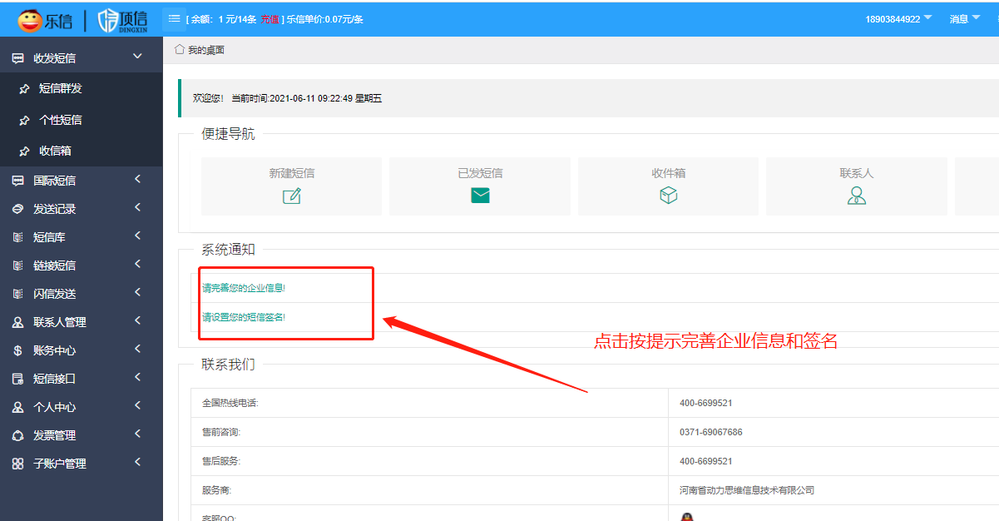 乐信 顶信 DINGXIN [ 余额: 1 元/14条 充值 ] 乐信单价:0.07元/条 18903844922 消息
收发短信
短信群发
个性短信
收信箱
国际短信
发送记录
短信库
链接短信
闪信发送
联系人管理
账务中心
短信接口
个人中心
发票管理
子账户管理
我的桌面
欢迎您! 当前时间:2021-06-11 09:22:49 星期五
便捷导航
新建短信 已发短信 收件箱 联系人
系统通知
请完善您的企业信息!
请设置您的短信签名!
点击按提示完善企业信息和签名
联系我们
全国热线电话: 400-6699521
售前咨询: 0371-69067686
售后服务: 400-6699521
服务商: 河南省动力思维信息技术有限公司
客服QQ: